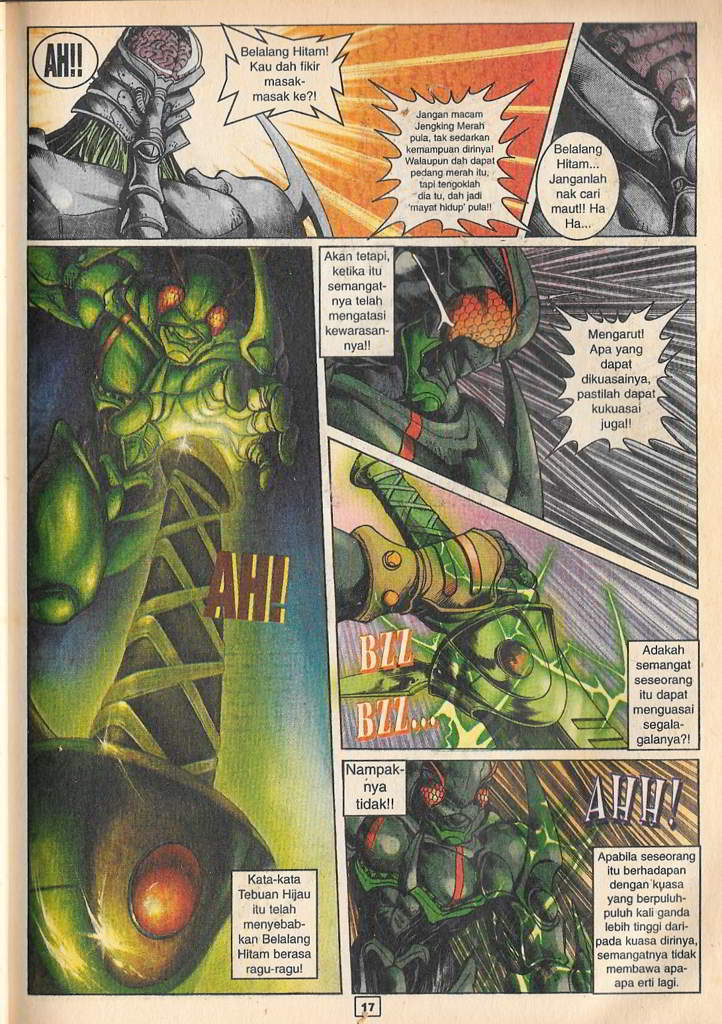 AH!!
Belalang Hitam!
Kau dah fikir
masak-
masak ke?!
Jangan macam
Jengking Merah
pula, tak sedarkan
kemampuan dirinya!
Walaupun dah dapat
pedang merah itu,
tapi tengoklah
dia tu, dah jadi
'mayat hidup' pula!!
Belalang
Hitam...
Janganlah
nak cari
maut!! Ha
Ha...
AH!
Kata-kata
Tebuan Hijau
itu telah
menyebab-
kan Belalang
Hitam berasa
ragu-ragu!
Akan tetapi,
ketika itu
semangat-
nya telah
mengatasi
kewarasan-
nya!!
Mengarut!
Apa yang
dapat
dikuasainya,
pastilah dapat
kukuasai
juga!!
BZZ
BZZ...
Adakah
semangat
seseorang
itu dapat
menguasai
segala-
galanya?!
Nampak-
nya
tidak!!
AHH!
Apabila seseorang
itu berhadapan
dengan kuasa
yang berpuluh-
puluh kali ganda
lebih tinggi dari-
pada kuasa dirinya,
semangatnya tidak
membawa apa-
apa erti lagi.
17